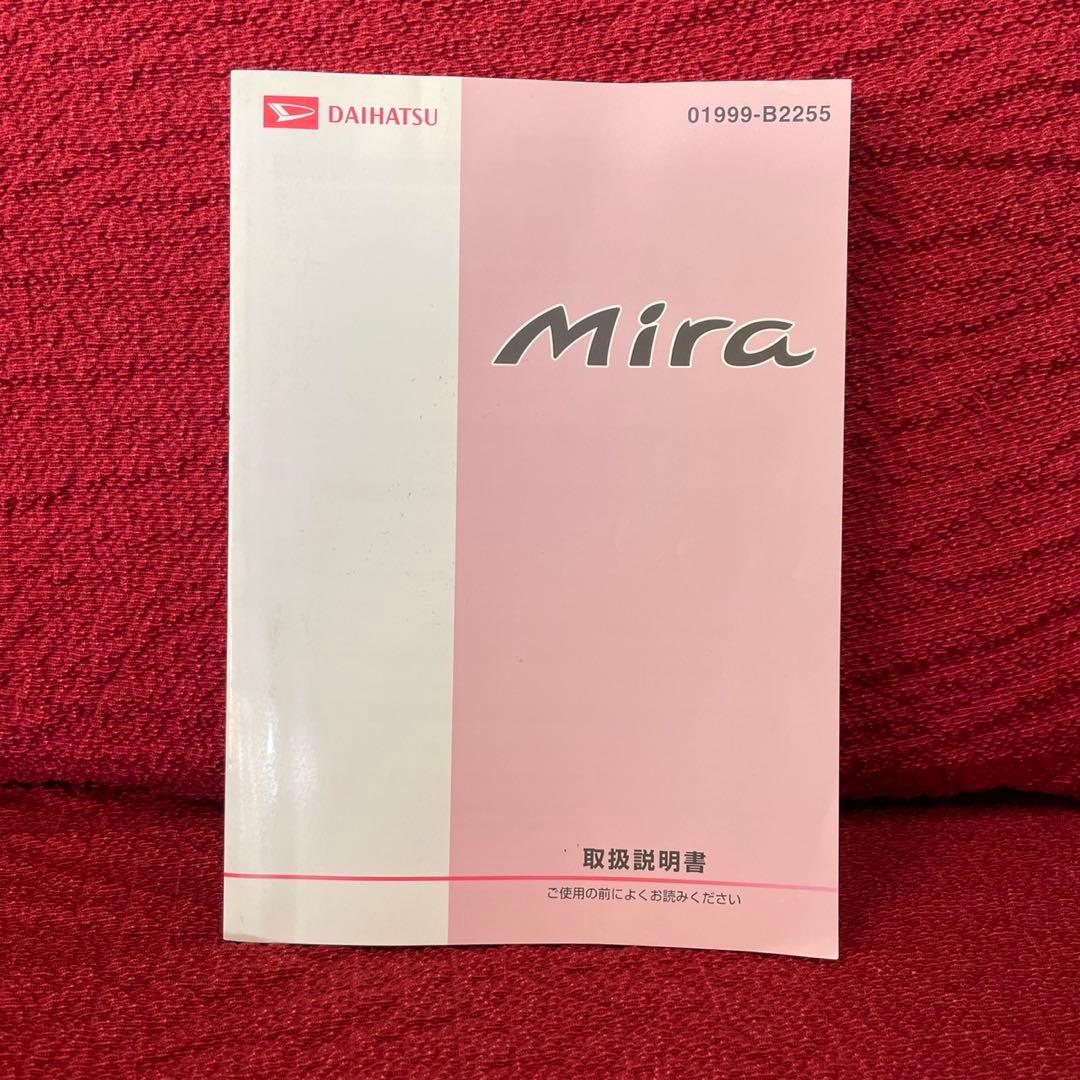 DAIHATSU
01999-B2255
Mira
取扱説明書
ご使用の前によくお読みください